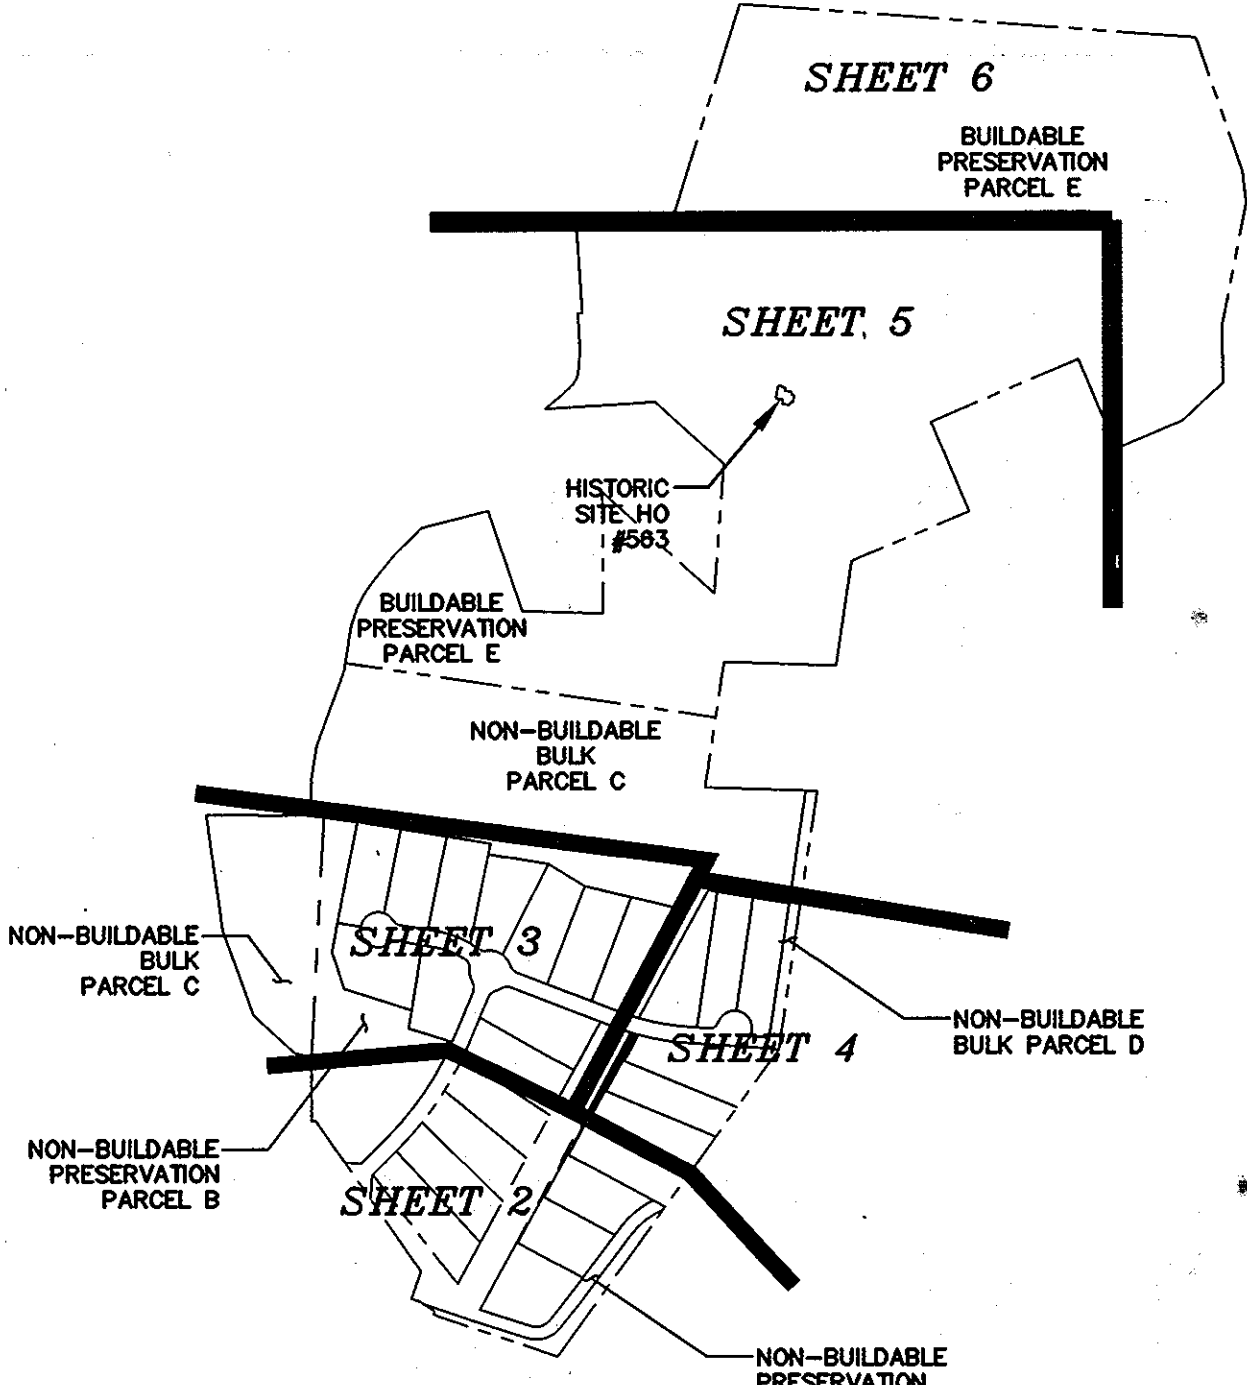 SHEET 6
BUILDABLE
PRESERVATION
PARCEL E
SHEET 5
HISTORIC
SITE HO
#563
BUILDABLE
PRESERVATION
PARCEL E
NON-BUILDABLE
BULK
PARCEL C
SHEET 3
NON-BUILDABLE
BULK
PARCEL C
NON-BUILDABLE
BULK PARCEL D
SHEET 4
NON-BUILDABLE
PRESERVATION
PARCEL B
SHEET 2
NON-BUILDABLE
PRESERVATION